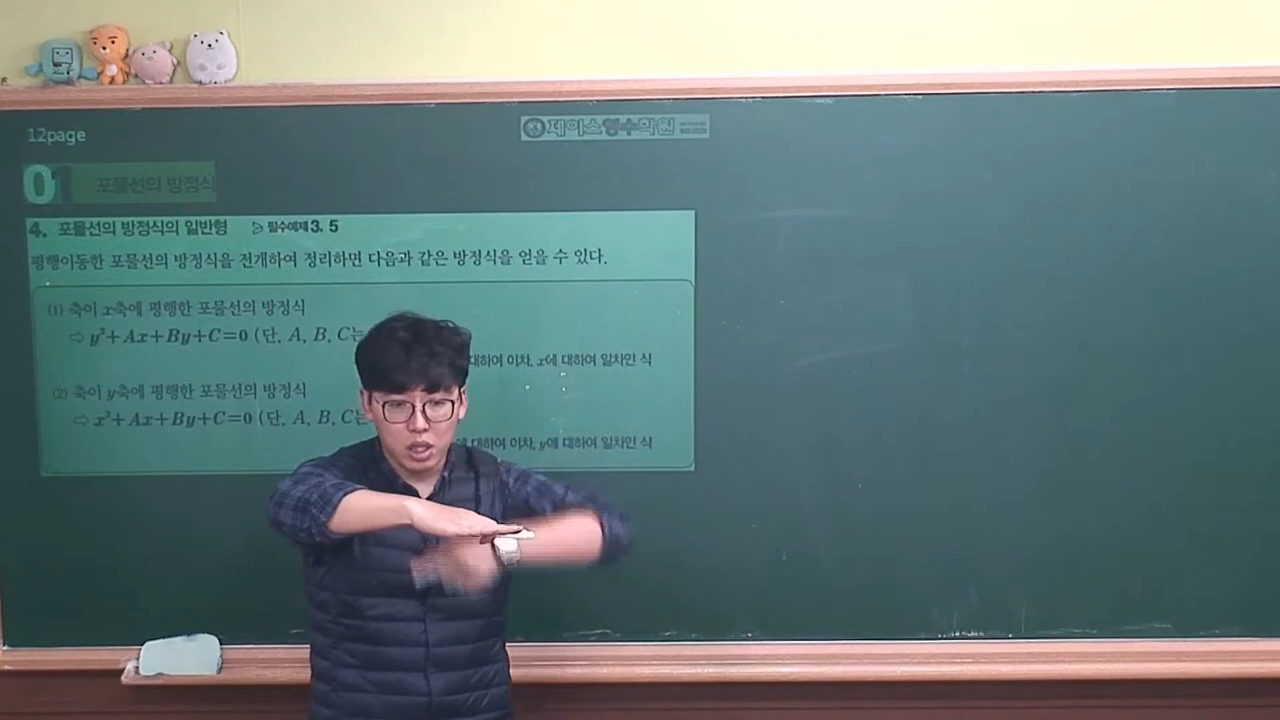 12page
제이스영수학원
01 포물선의 방정식
4. 포물선의 방정식의 일반형 ▷ 필수예제 3. 5
평행이동한 포물선의 방정식을 전개하여 정리하면 다음과 같은 방정식을 얻을 수 있다.
(1) 축이 x축에 평행한 포물선의 방정식
⇨ y²+Ax+By+C=0 (단, A, B, C는
대하여 이차, x에 대하여 일차인 식
(2) 축이 y축에 평행한 포물선의 방정식
⇨ x²+Ax+By+C=0 (단, A, B, C는
에 대하여 이차, y에 대하여 일차인 식